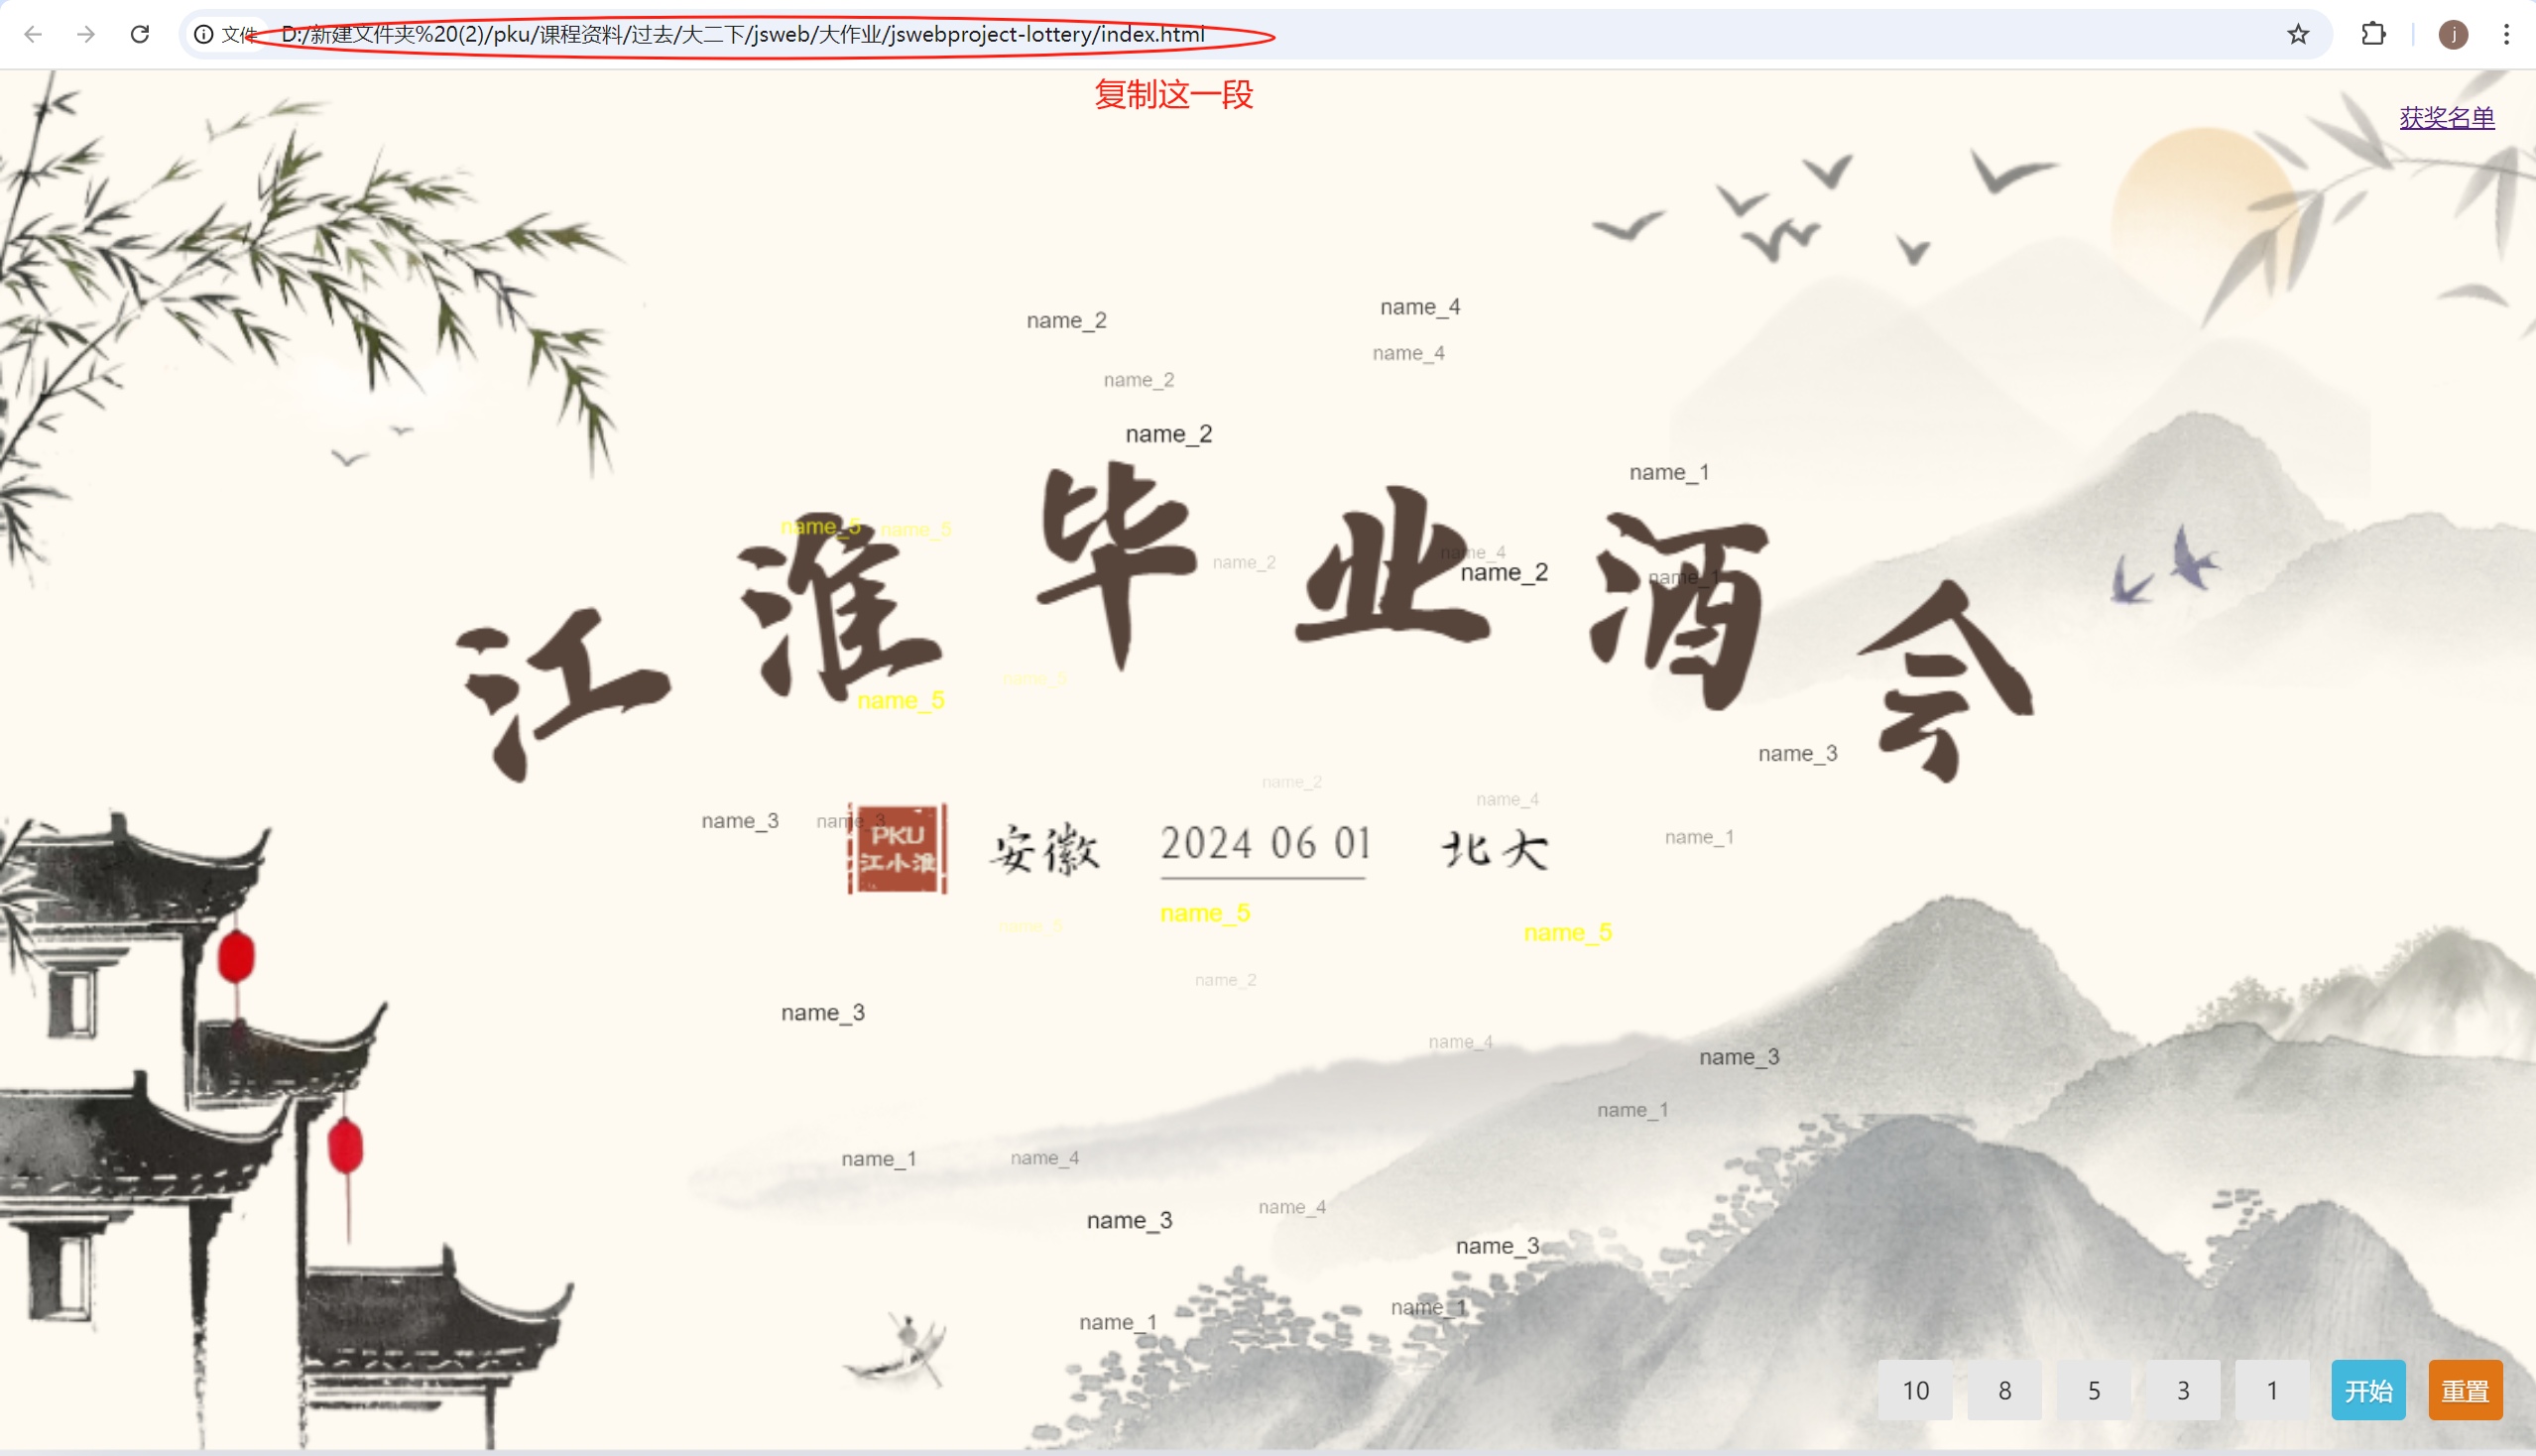 文件 D:/新建文件夹%20(2)/pku/课程资料/过去/大二下/jsweb/大作业/jswebproject-lottery/index.html
j
复制这一段
获奖名单
name_4
name_2
name_4
name_2
name_2
name_1
name_5
name_5
name_2
name_4
name_2
name_1
江淮毕业酒会
name_5
name_5
name_3
name_2
name_4
name_3
name_3
name_1
PKU
江小淮
安徽
2024 06 01
北大
name_5
name_5
name_5
name_2
name_3
name_4
name_3
name_1
name_1
name_4
name_4
name_3
name_3
name_1
name_1
10
8
5
3
1
开始
重置